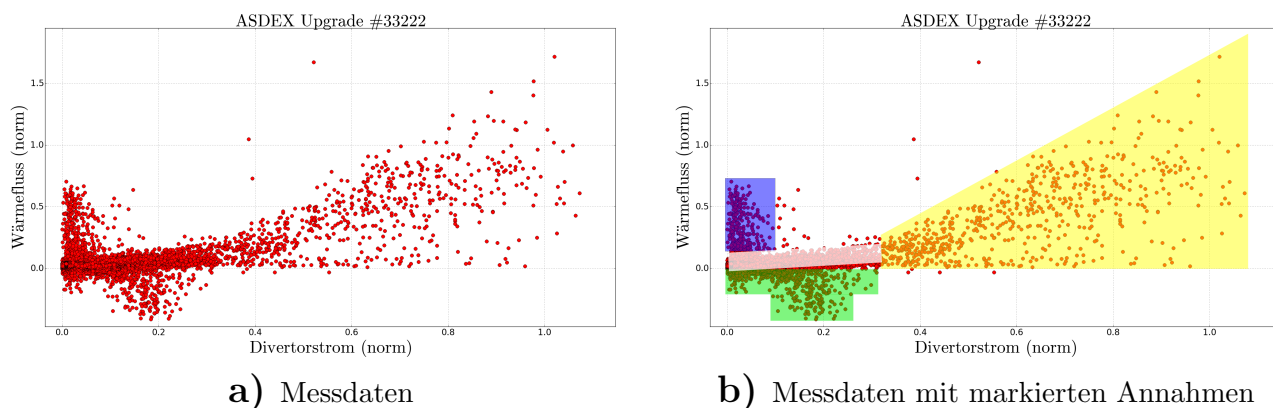 ASDEX Upgrade #33222
Wärmefluss (norm)
1.5
1.0
0.5
0.0
0.0 0.2 0.4 0.6 0.8 1.0
Divertorstrom (norm)
a) Messdaten
ASDEX Upgrade #33222
Wärmefluss (norm)
1.5
1.0
0.5
0.0
0.0 0.2 0.4 0.6 0.8 1.0
Divertorstrom (norm)
b) Messdaten mit markierten Annahmen